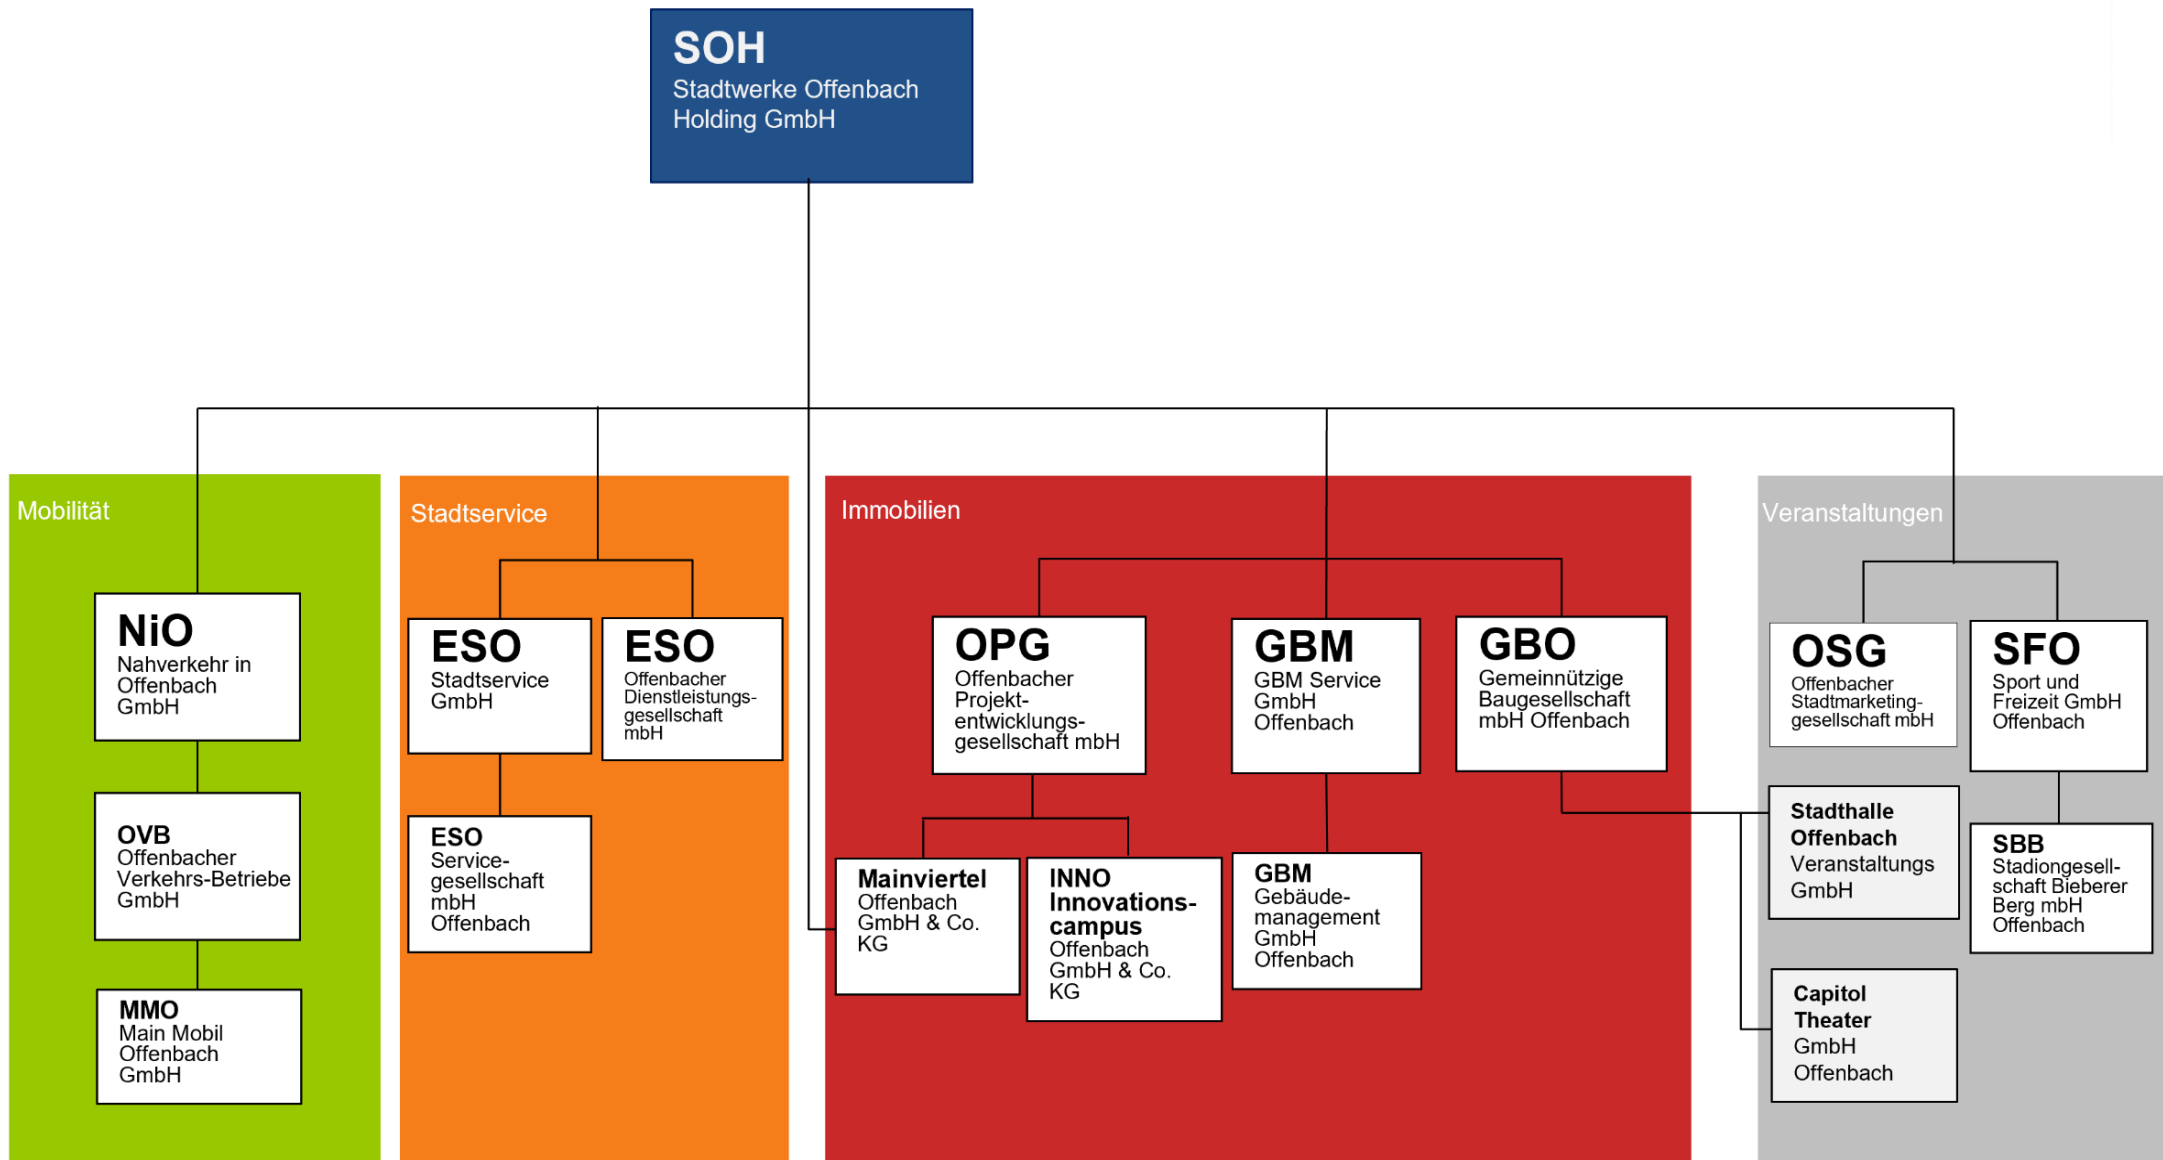 SOH
Stadtwerke Offenbach
Holding GmbH
Mobilität
NiO
Nahverkehr in
Offenbach
GmbH
OVB
Offenbacher
Verkehrs-Betriebe
GmbH
MMO
Main Mobil
Offenbach
GmbH
Stadtservice
ESO
Stadtservice
GmbH
ESO
Offenbacher
Dienstleistungs-
gesellschaft
mbH
ESO
Service-
gesellschaft
mbH
Offenbach
Immobilien
OPG
Offenbacher
Projekt-
entwicklungs-
gesellschaft mbH
GBM
GBM Service
GmbH
Offenbach
GBO
Gemeinnützige
Baugesellschaft
mbH Offenbach
Mainviertel
Offenbach
GmbH & Co.
KG
INNO
Innovations-
campus
Offenbach
GmbH & Co.
KG
GBM
Gebäude-
management
GmbH
Offenbach
Veranstaltungen
OSG
Offenbacher
Stadtmarketing-
gesellschaft mbH
SFO
Sport und
Freizeit GmbH
Offenbach
Stadthalle
Offenbach
Veranstaltungs
GmbH
SBB
Stadiongesell-
schaft Bieberer
Berg mbH
Offenbach
Capitol
Theater
GmbH
Offenbach